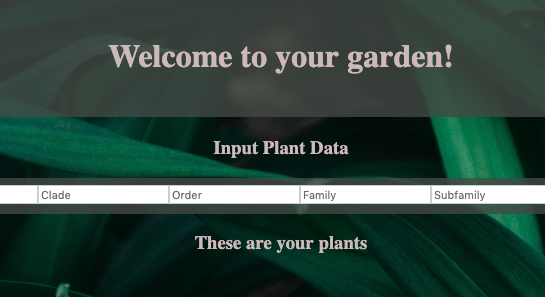 Welcome to your garden!
Input Plant Data
Clade Order Family Subfamily
These are your plants